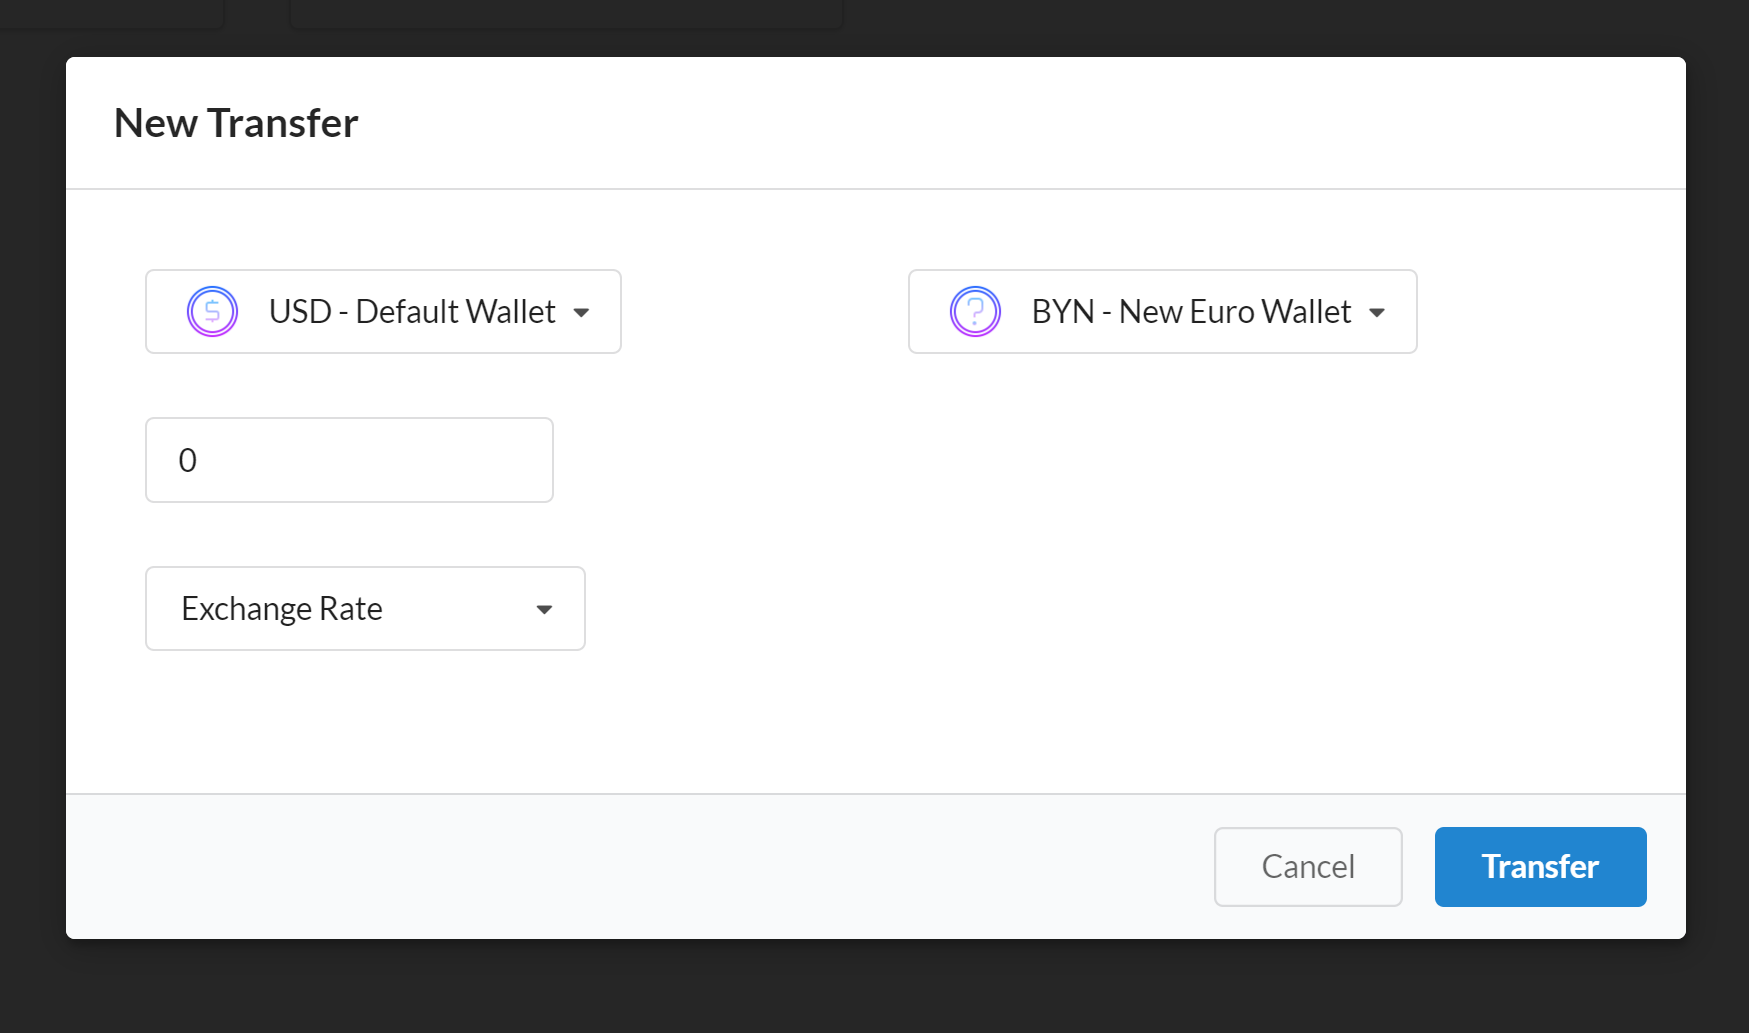 New Transfer
$ USD - Default Wallet
? BYN - New Euro Wallet
0
Exchange Rate
Cancel
Transfer